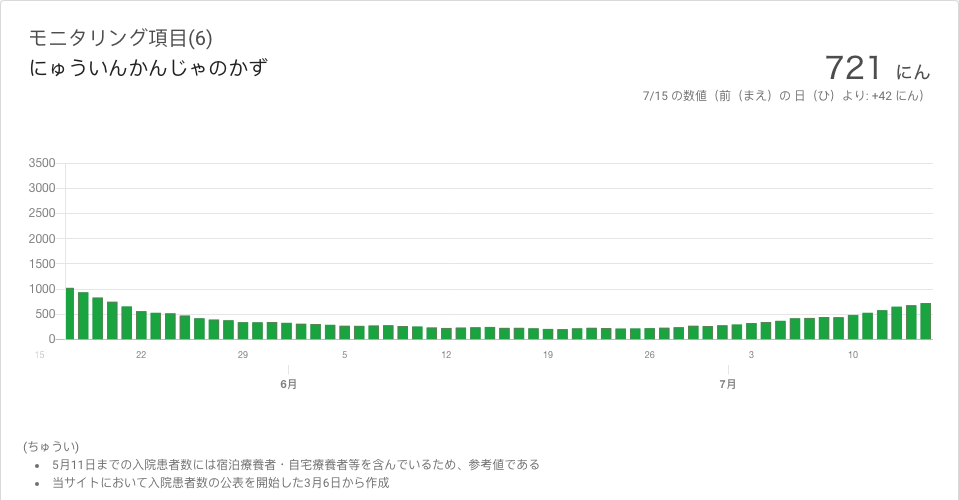 モニタリング項目(6)
にゅういんかんじゃのかず
721 にん
7/15 の数値（前（まえ）の 日（ひ）より: +42 にん）
3500
3000
2500
2000
1500
1000
500
0
15 22 29 5 12 19 26 3 10
6月 7月
(ちゅうい)
• 5月11日までの入院患者数には宿泊療養者・自宅療養者等を含んでいるため、参考値である
• 当サイトにおいて入院患者数の公表を開始した3月6日から作成